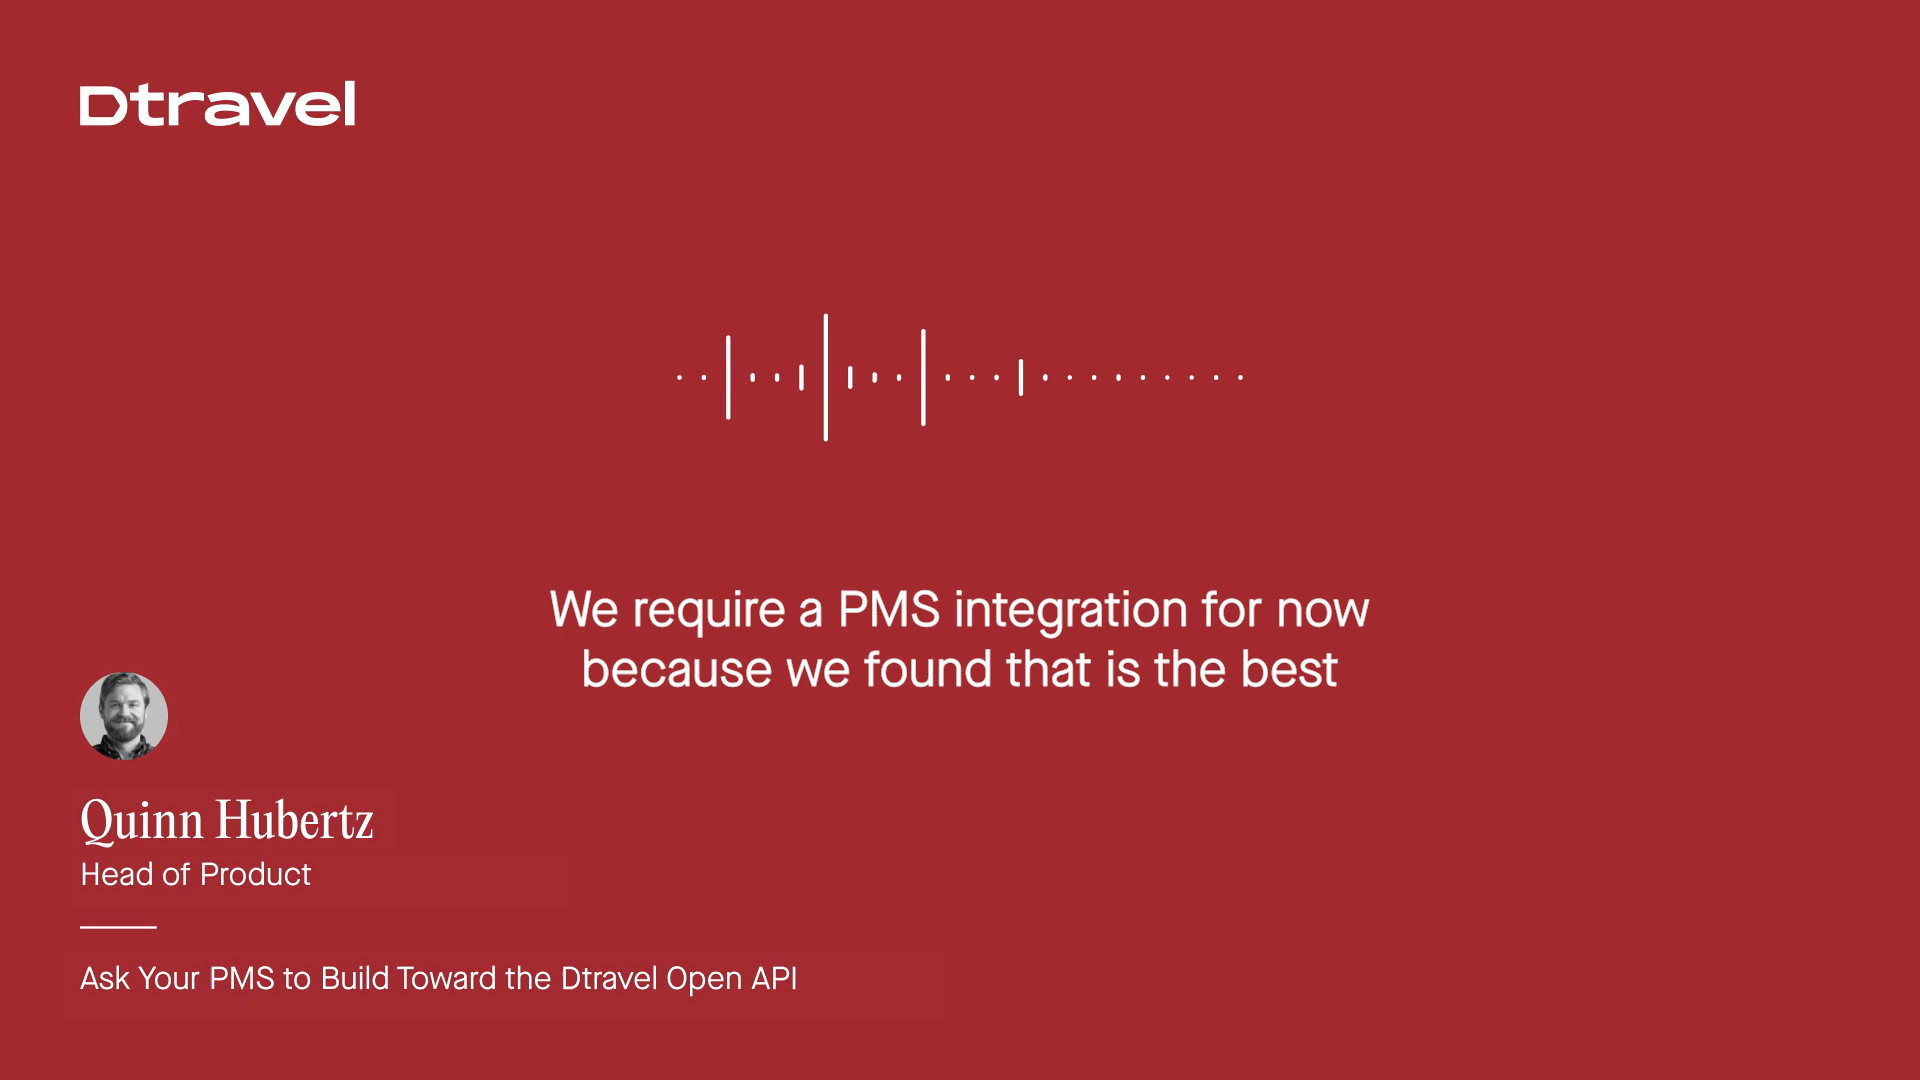 Dtravel
We require a PMS integration for now
because we found that is the best
Quinn Hubertz
Head of Product
Ask Your PMS to Build Toward the Dtravel Open API